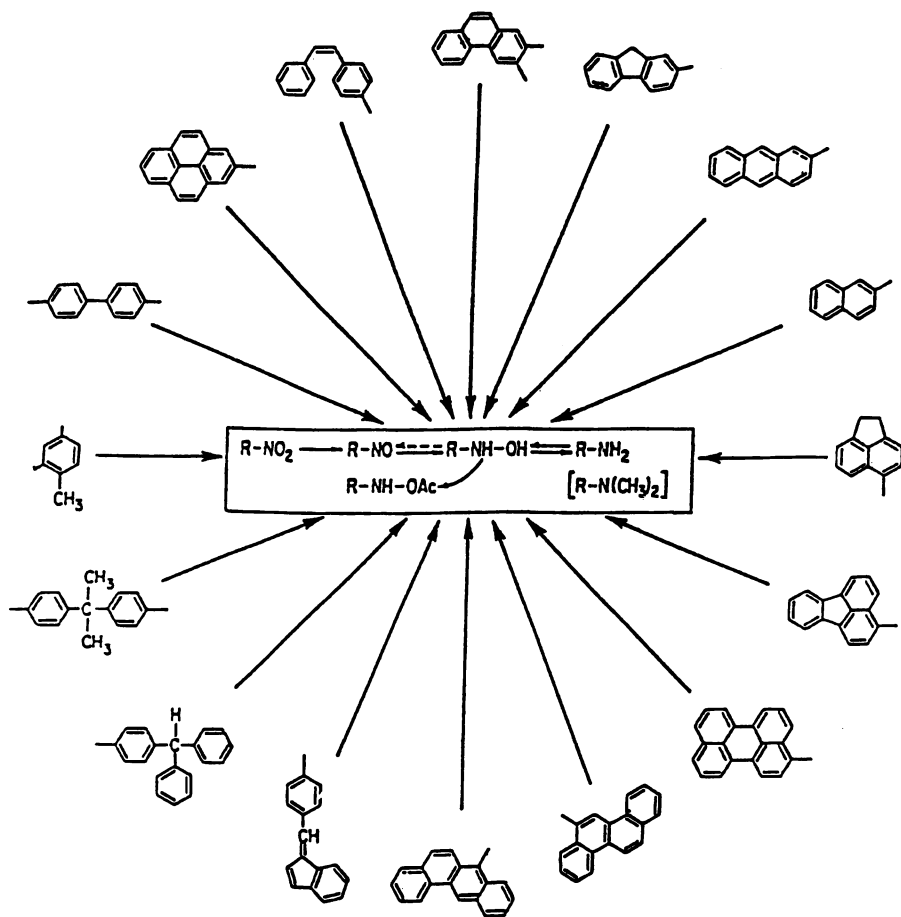 R-NO₂ → R-NO ⇌ R-NH-OH ⇌ R-NH₂
R-NH-OAc [R-N(CH₃)₂]
CH₃
CH₃
C
CH₃
H
C
CH